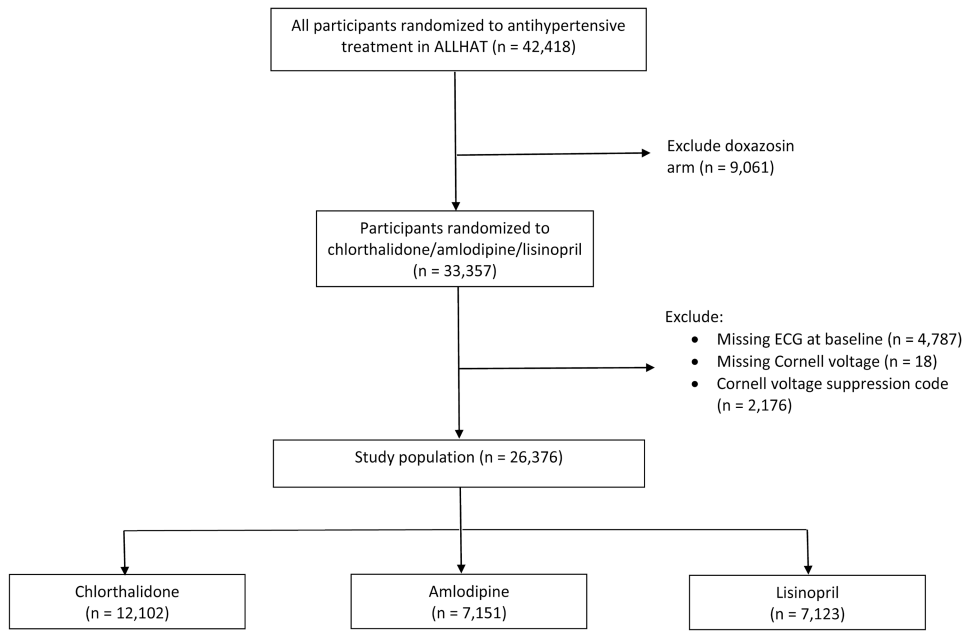 All participants randomized to antihypertensive
treatment in ALLHAT (n = 42,418)
Exclude doxazosin
arm (n = 9,061)
Participants randomized to
chlorthalidone/amlodipine/lisinopril
(n = 33,357)
Exclude:
• Missing ECG at baseline (n = 4,787)
• Missing Cornell voltage (n = 18)
• Cornell voltage suppression code
(n = 2,176)
Study population (n = 26,376)
Chlorthalidone
(n = 12,102)
Amlodipine
(n = 7,151)
Lisinopril
(n = 7,123)